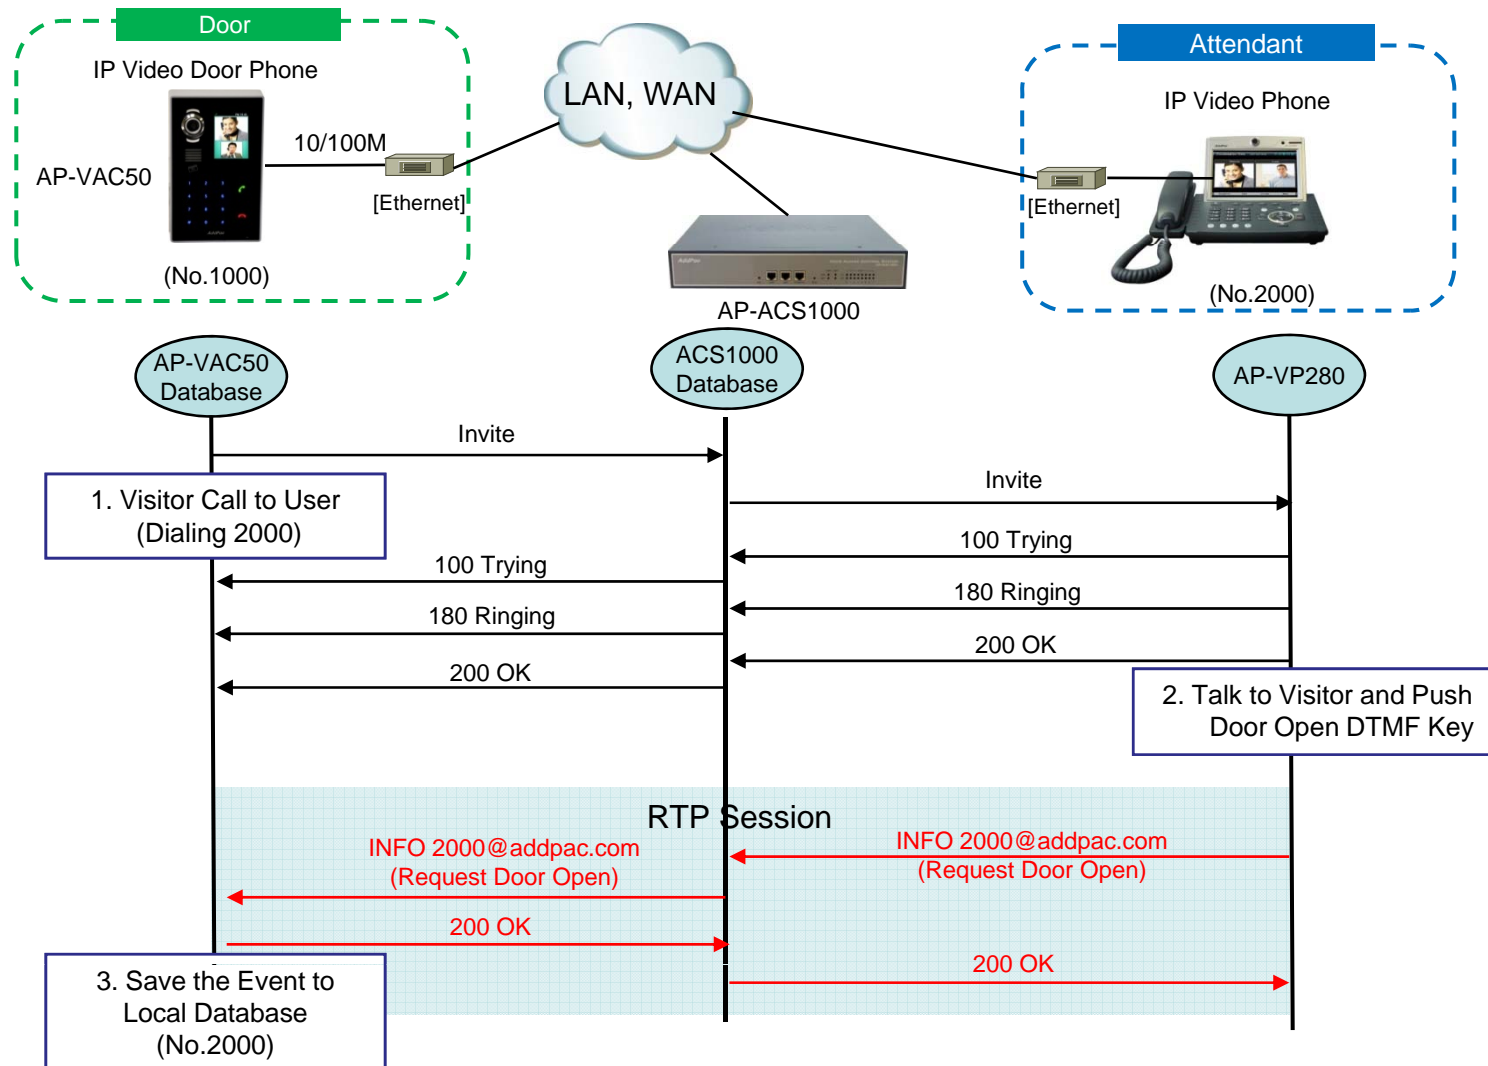 Door
IP Video Door Phone
10/100M
AP-VAC50
[Ethernet]
(No.1000)
LAN, WAN
AddPac
AP-ACS1000
Attendant
IP Video Phone
[Ethernet]
(No.2000)
AP-VAC50
Database
ACS1000
Database
AP-VP280
Invite
1. Visitor Call to User
(Dialing 2000)
Invite
100 Trying
100 Trying
180 Ringing
180 Ringing
200 OK
200 OK
2. Talk to Visitor and Push
Door Open DTMF Key
RTP Session
INFO 2000@addpac.com
(Request Door Open)
INFO 2000@addpac.com
(Request Door Open)
200 OK
200 OK
3. Save the Event to
Local Database
(No.2000)